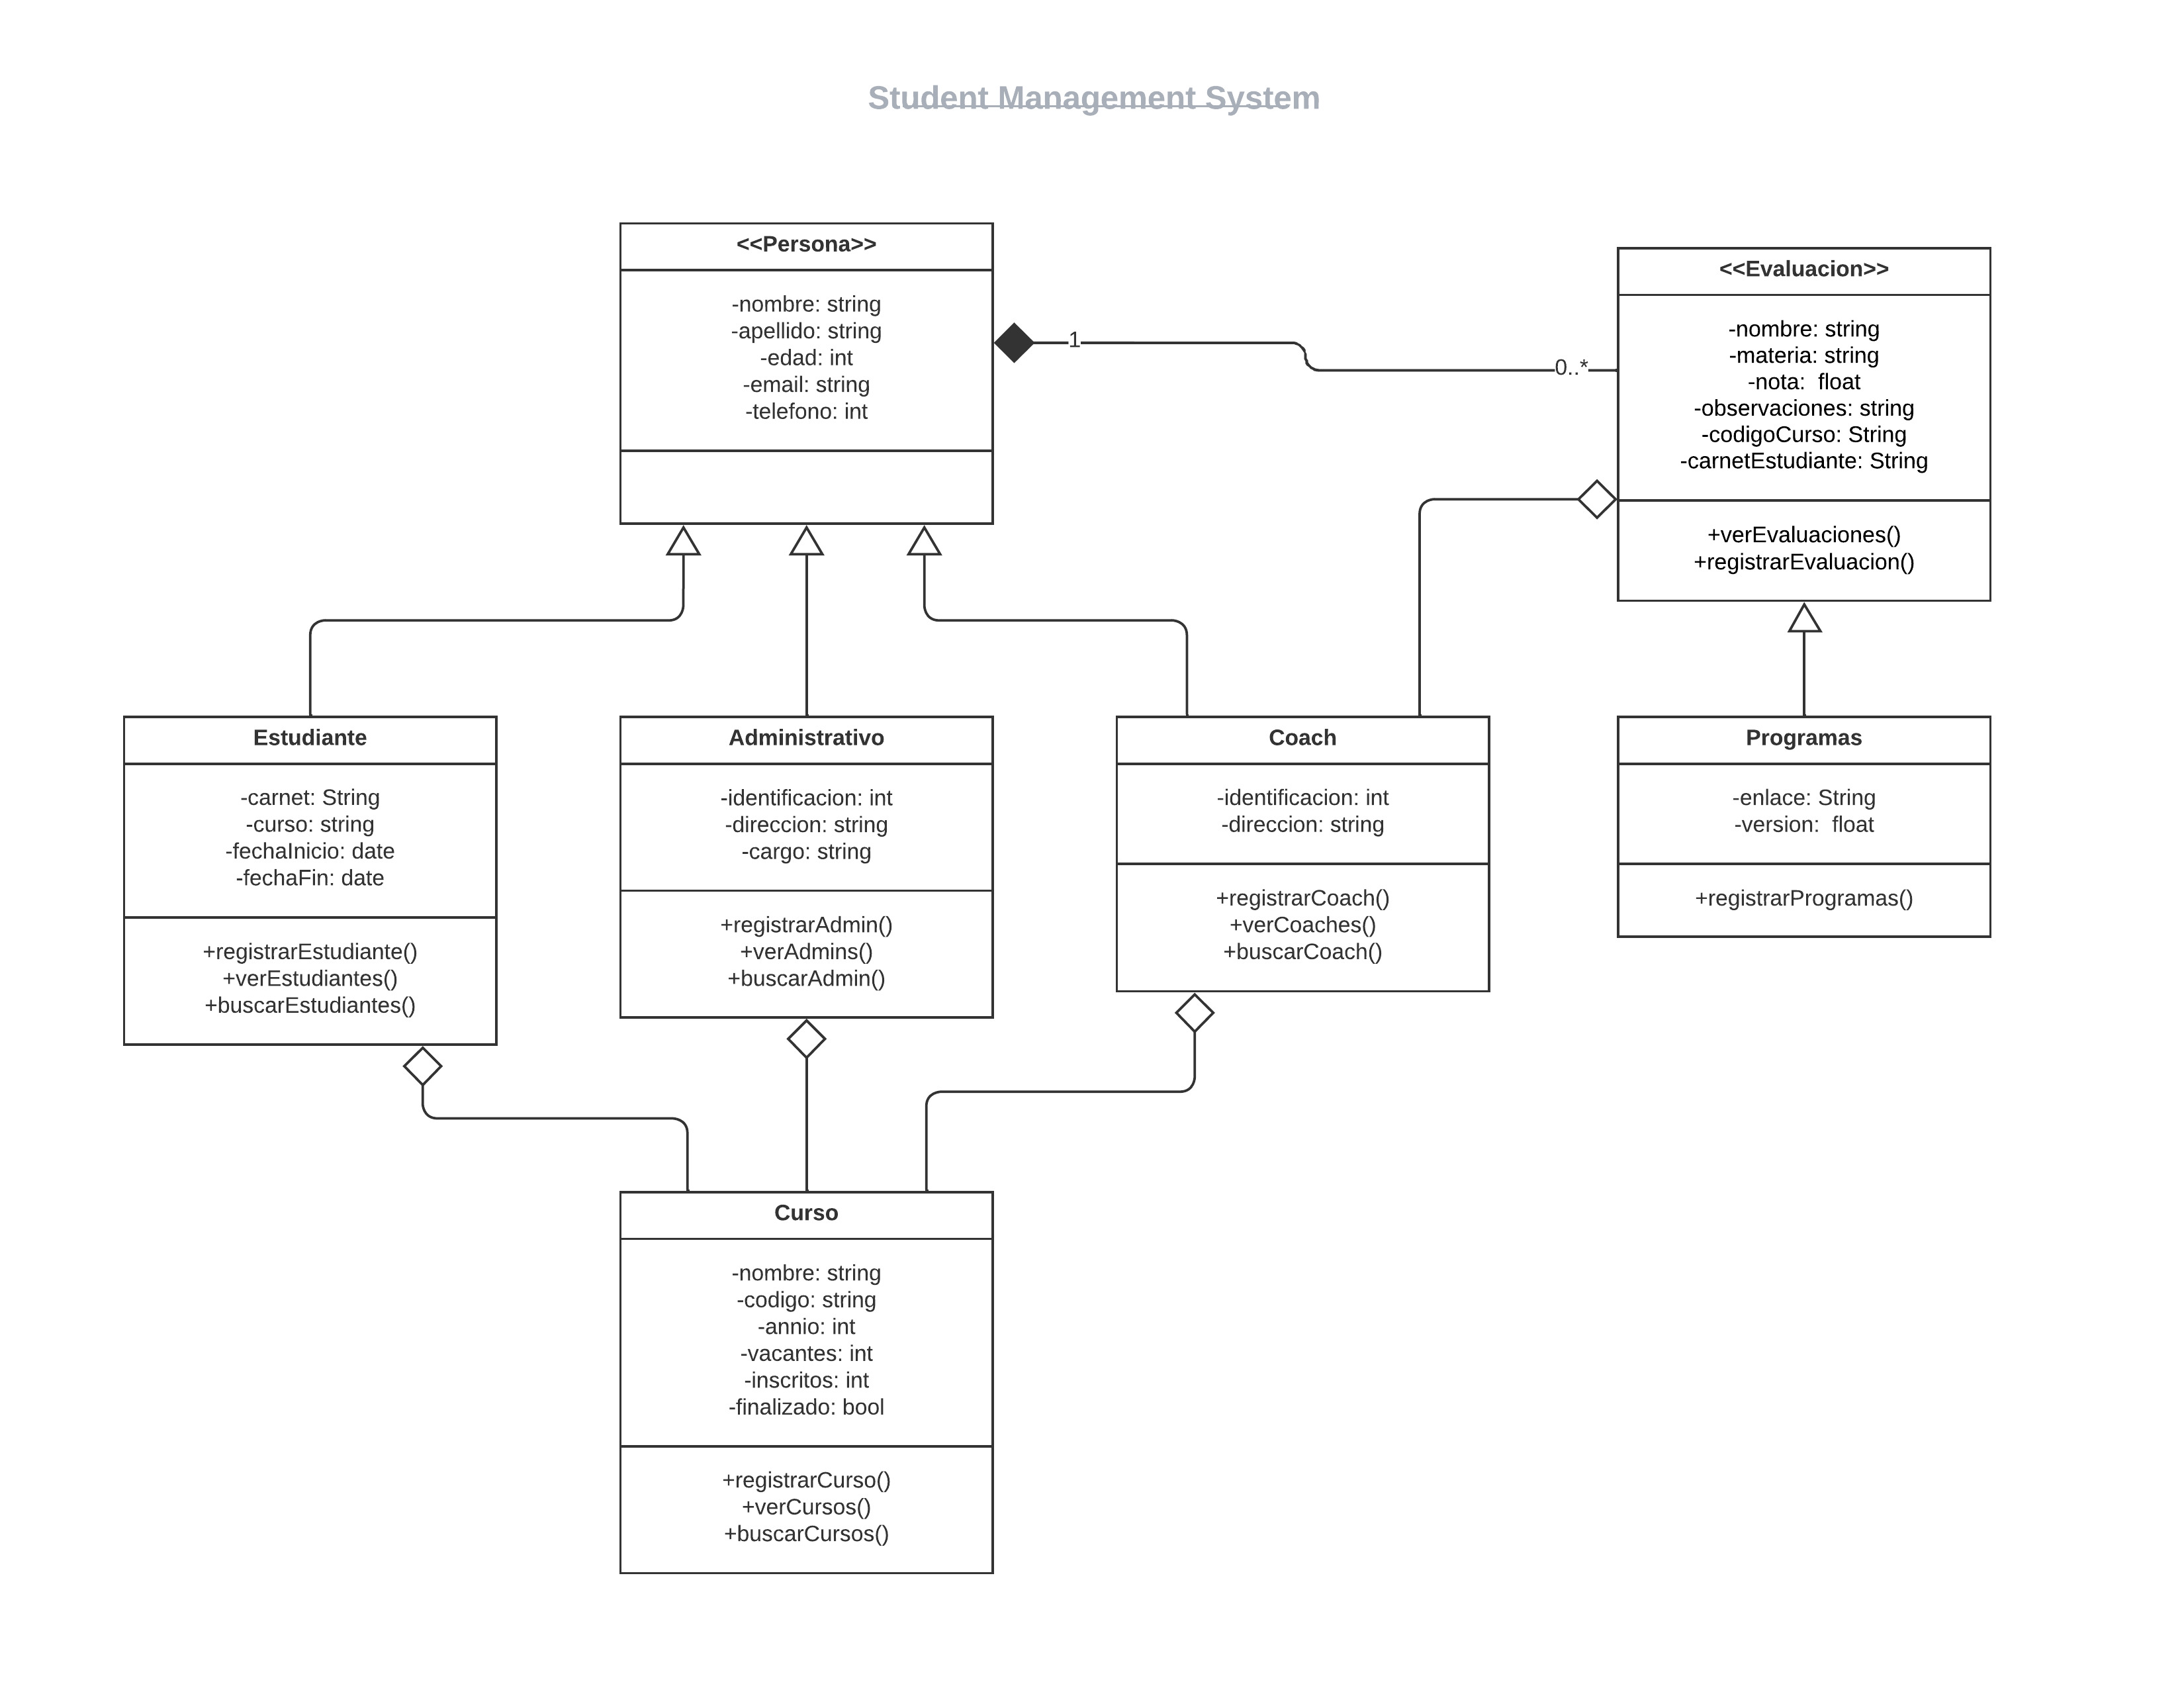 Student Management System
<<Persona>>
-nombre: string
-apellido: string
-edad: int
-email: string
-telefono: int
1
0..*
<<Evaluacion>>
-nombre: string
-materia: string
-nota:  float
-observaciones: string
-codigoCurso: String
-carnetEstudiante: String
+verEvaluaciones()
+registrarEvaluacion()
Estudiante
-carnet: String
-curso: string
-fechaInicio: date
-fechaFin: date
+registrarEstudiante()
+verEstudiantes()
+buscarEstudiantes()
Administrativo
-identificacion: int
-direccion: string
-cargo: string
+registrarAdmin()
+verAdmins()
+buscarAdmin()
Coach
-identificacion: int
-direccion: string
+registrarCoach()
+verCoaches()
+buscarCoach()
Programas
-enlace: String
-version:  float
+registrarProgramas()
Curso
-nombre: string
-codigo: string
-annio: int
-vacantes: int
-inscritos: int
-finalizado: bool
+registrarCurso()
+verCursos()
+buscarCursos()